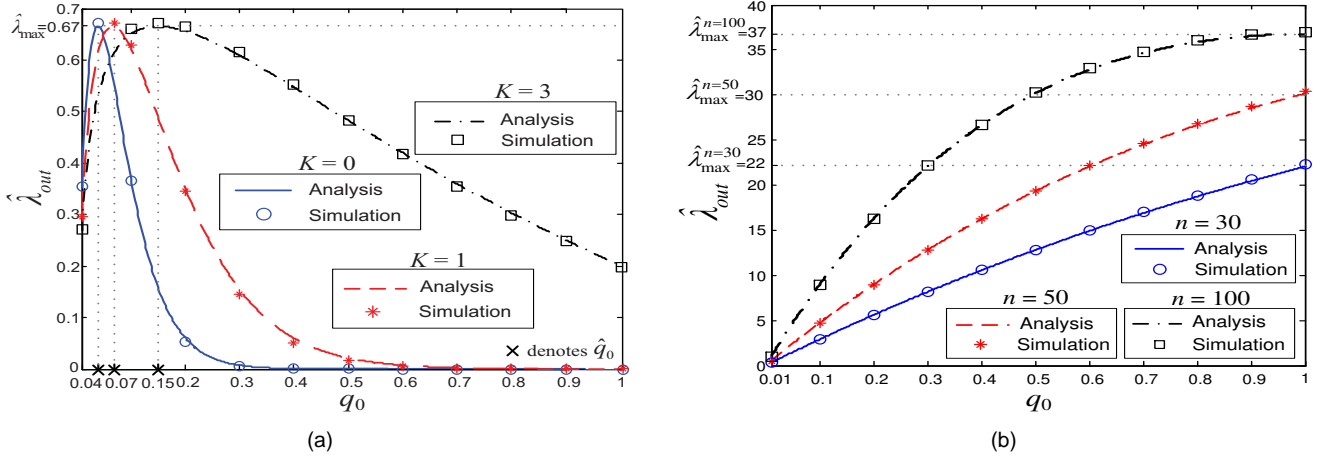 λ̂max=0.67
0.7
0.6
0.5
0.4
0.3
0.2
0.1
0
λ̂out
K = 3
Analysis
Simulation
K = 0
Analysis
Simulation
K = 1
Analysis
Simulation
× denotes q̂0
0.04 0.07 0.15 0.2 0.3 0.4 0.5 0.6 0.7 0.8 0.9 1
q0
(a)
40
λ̂max^n=100=37
35
λ̂max^n=50=30
25
λ̂max^n=30=22
20
15
10
5
0
λ̂out
n = 30
Analysis
Simulation
n = 50
Analysis
Simulation
n = 100
Analysis
Simulation
0.01 0.1 0.2 0.3 0.4 0.5 0.6 0.7 0.8 0.9 1
q0
(b)